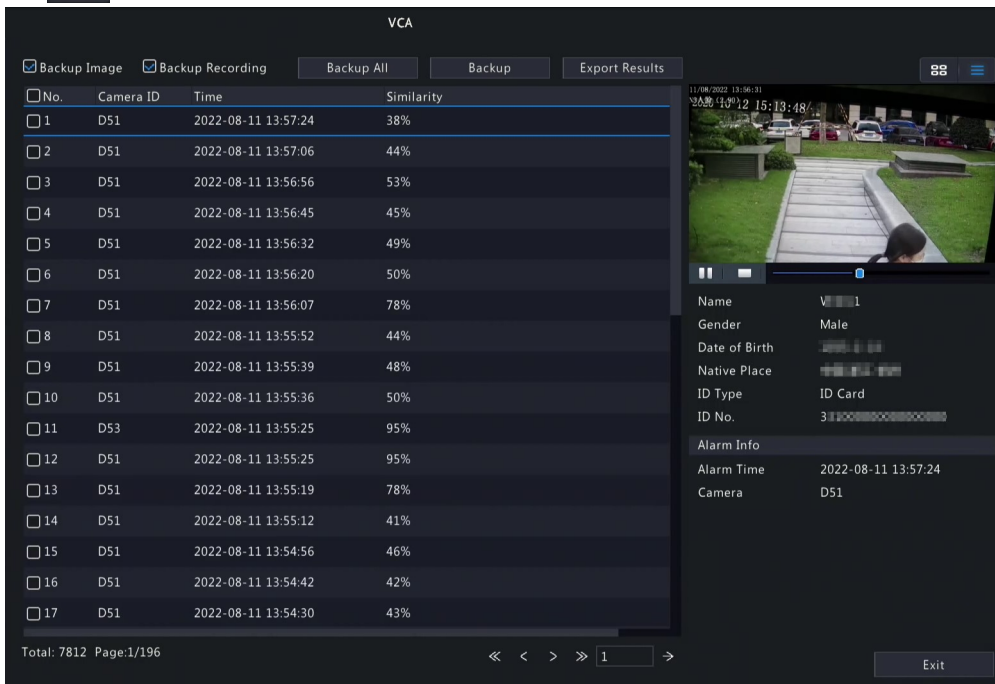 VCA
Backup Image Backup Recording Backup All Backup Export Results
No. Camera ID Time Similarity
1 D51 2022-08-11 13:57:24 38%
2 D51 2022-08-11 13:57:06 44%
3 D51 2022-08-11 13:56:56 53%
4 D51 2022-08-11 13:56:45 45%
5 D51 2022-08-11 13:56:32 49%
6 D51 2022-08-11 13:56:20 50%
7 D51 2022-08-11 13:56:07 78%
8 D51 2022-08-11 13:55:52 44%
9 D51 2022-08-11 13:55:39 48%
10 D51 2022-08-11 13:55:36 50%
11 D53 2022-08-11 13:55:25 95%
12 D51 2022-08-11 13:55:25 95%
13 D51 2022-08-11 13:55:19 78%
14 D51 2022-08-11 13:55:12 41%
15 D51 2022-08-11 13:54:56 46%
16 D51 2022-08-11 13:54:42 42%
17 D51 2022-08-11 13:54:30 43%
Total: 7812 Page:1/196
1
11/08/2022 13:56:31
12 15:13:48
Name
Gender Male
Date of Birth
Native Place
ID Type ID Card
ID No.
Alarm Info
Alarm Time 2022-08-11 13:57:24
Camera D51
Exit